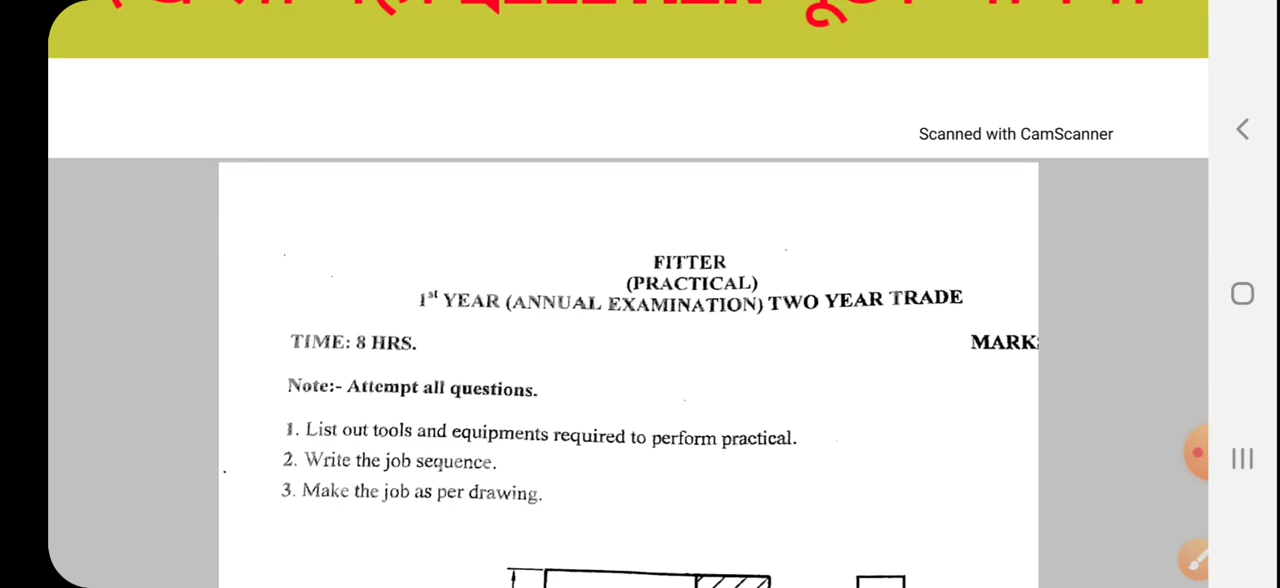 Scanned with CamScanner
FITTER
(PRACTICAL)
1st YEAR (ANNUAL EXAMINATION) TWO YEAR TRADE
TIME: 8 HRS.
MARK
Note:- Attempt all questions.
1. List out tools and equipments required to perform practical.
2. Write the job sequence.
3. Make the job as per drawing.